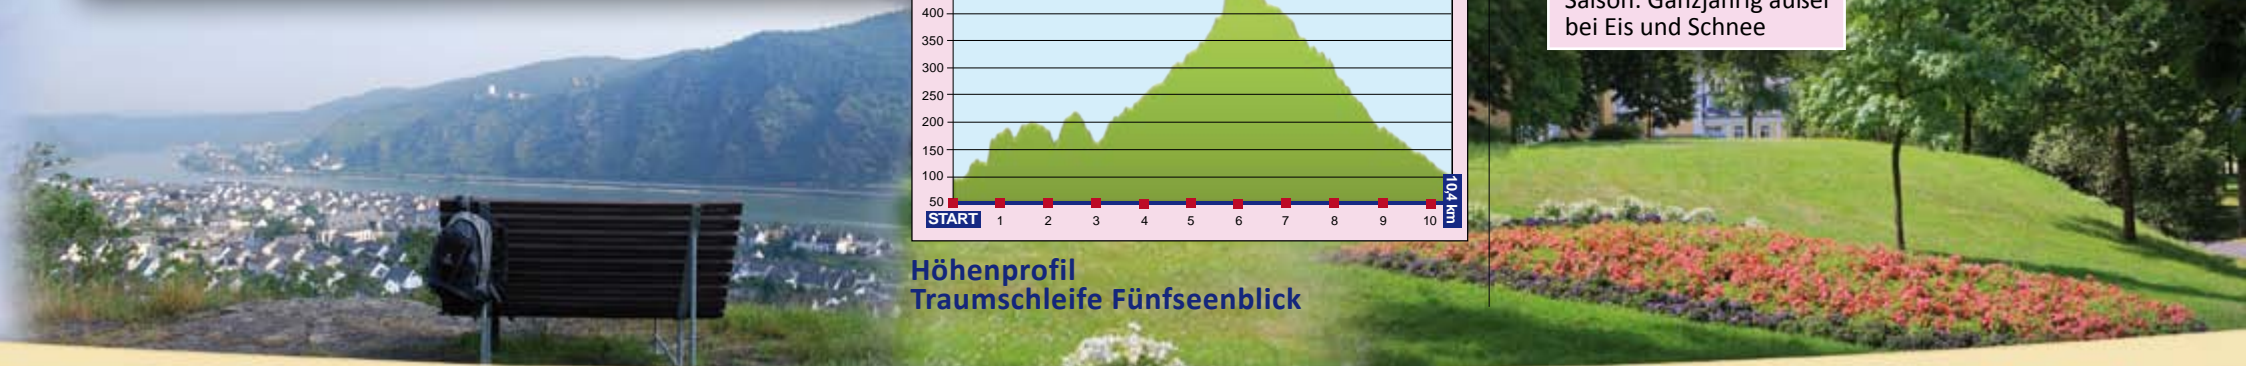 400
350
300
250
200
150
100
50
START 1 2 3 4 5 6 7 8 9 10 10,4 km
Höhenprofil
Traumschleife Fünfseenblick
Saison: Ganzjährig außer
bei Eis und Schnee